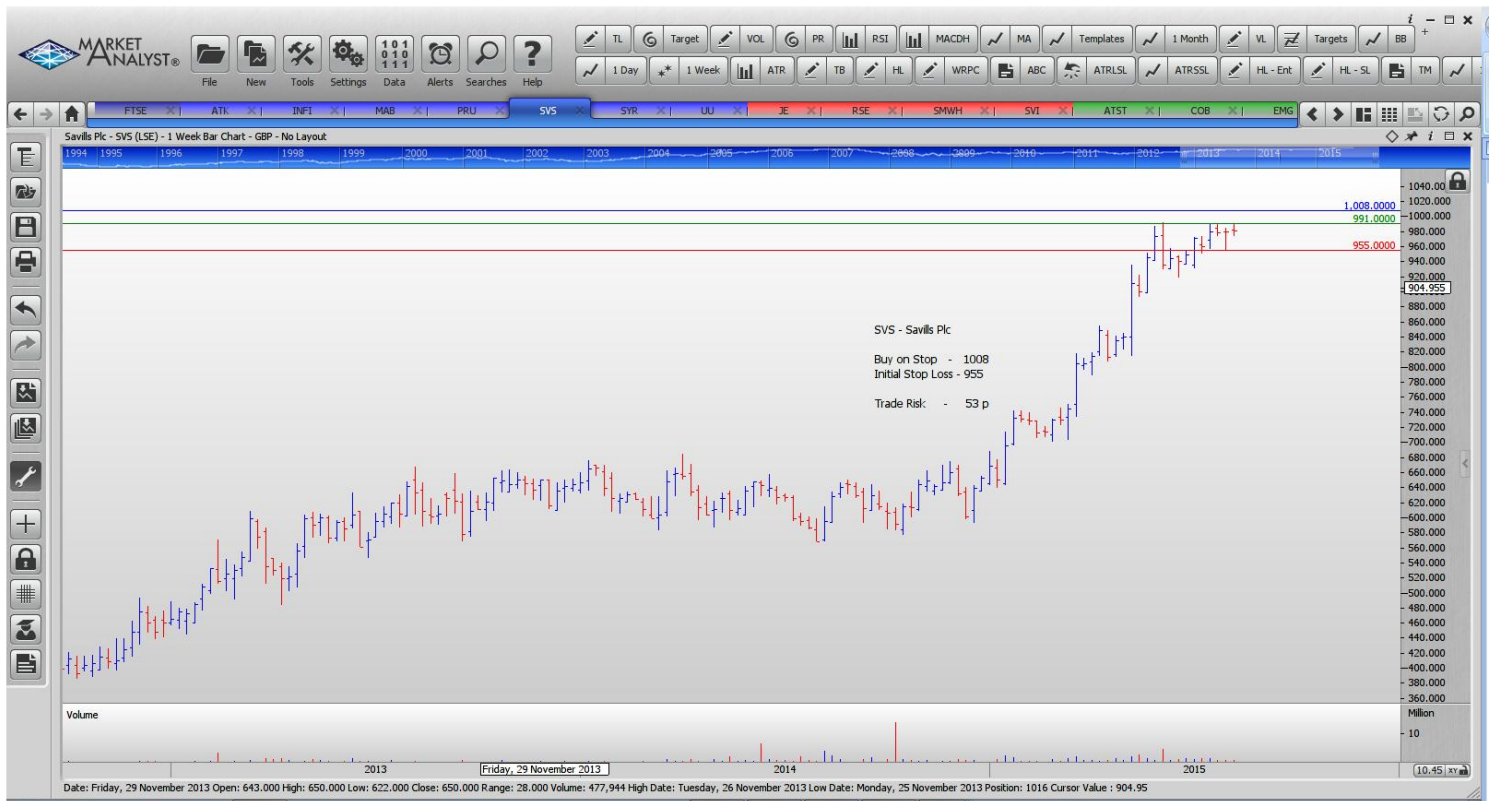 MARKET
ANALYST®
File New Tools Settings Data Alerts Searches Help
TL Target VOL PR RSI MACDH MA Templates 1 Month VL Targets BB
1 Day 1 Week ATR TB HL WRPC ABC ATRLSL ATRSSL HL - Ent HL - SL TM
FTSE ATK INFI MAB PRU SVS SYR UU JE RSE SMWH SVI ATST COB EMG
Savills Plc - SVS (LSE) - 1 Week Bar Chart - GBP - No Layout
1994 1995 1996 1997 1998 1999 2000 2001 2002 2003 2004 2005 2006 2007 2008 2009 2010 2011 2012 2013 2014 2015
1040.00
1020.000
1,008.0000
1000.000
991.0000
980.000
960.000
955.0000
940.000
920.000
904.955
880.000
860.000
840.000
820.000
800.000
780.000
760.000
740.000
720.000
700.000
680.000
660.000
640.000
620.000
600.000
580.000
560.000
540.000
520.000
500.000
480.000
460.000
440.000
420.000
400.000
380.000
360.000
SVS - Savills Plc
Buy on Stop - 1008
Initial Stop Loss - 955
Trade Risk - 53 p
Volume
Million
10
2013 Friday, 29 November 2013 2014 2015
10.45 XY
Date: Friday, 29 November 2013 Open: 643.000 High: 650.000 Low: 622.000 Close: 650.000 Range: 28.000 Volume: 477,944 High Date: Tuesday, 26 November 2013 Low Date: Monday, 25 November 2013 Position: 1016 Cursor Value : 904.95